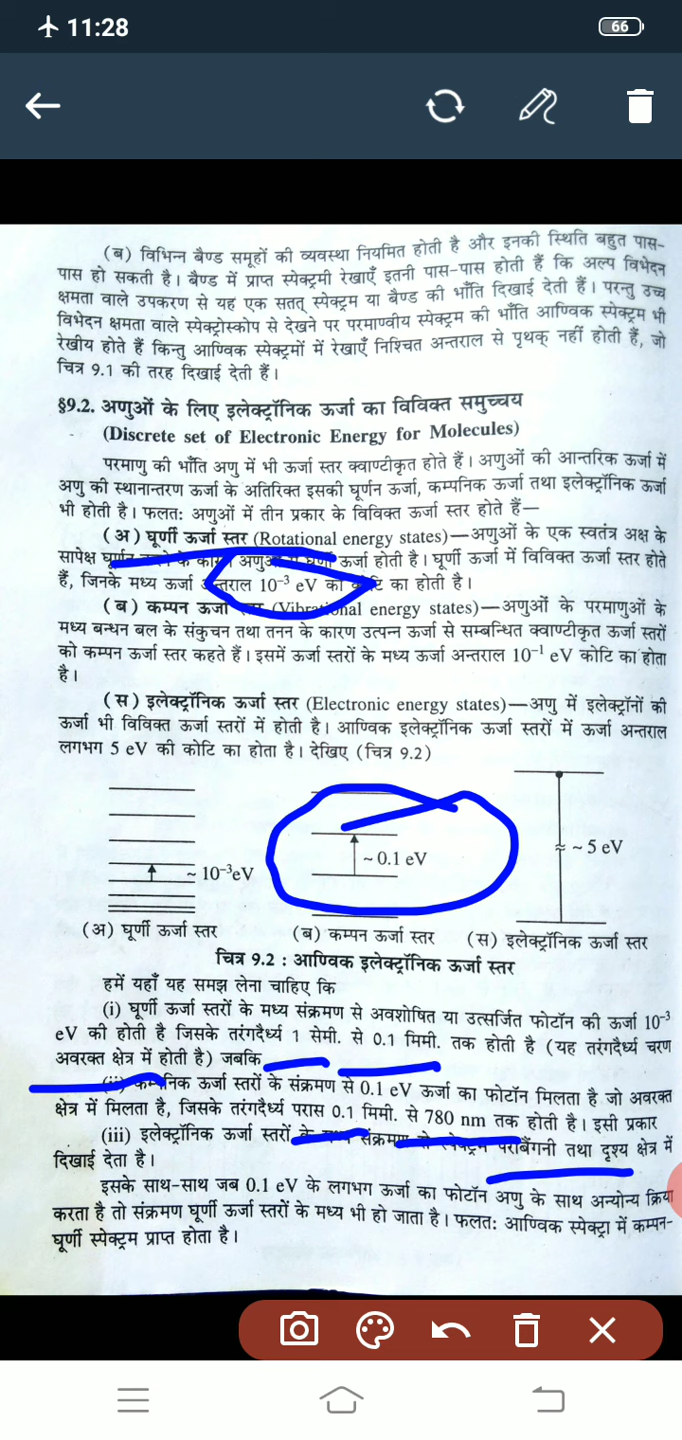 11:28
66
(ब) विभिन्न बैण्ड समूहों की व्यवस्था नियमित होती है और इनकी स्थिति बहुत पास-
पास हो सकती है। बैण्ड में प्राप्त स्पेक्ट्रमी रेखाएँ इतनी पास-पास होती हैं कि अल्प विभेदन
क्षमता वाले उपकरण से यह एक सतत् स्पेक्ट्रम या बैण्ड की भाँति दिखाई देती हैं। परन्तु उच्च
विभेदन क्षमता वाले स्पेक्ट्रोस्कोप से देखने पर परमाण्वीय स्पेक्ट्रम की भाँति आण्विक स्पेक्ट्रम भी
रेखीय होते हैं किन्तु आण्विक स्पेक्ट्रमों में रेखाएँ निश्चित अन्तराल से पृथक् नहीं होती हैं, जो
चित्र 9.1 की तरह दिखाई देती हैं।
§9.2. अणुओं के लिए इलेक्ट्रॉनिक ऊर्जा का विविक्त समुच्चय
(Discrete set of Electronic Energy for Molecules)
परमाणु की भाँति अणु में भी ऊर्जा स्तर क्वाण्टीकृत होते हैं। अणुओं की आन्तरिक ऊर्जा में
अणु की स्थानान्तरण ऊर्जा के अतिरिक्त इसकी घूर्णन ऊर्जा, कम्पनिक ऊर्जा तथा इलेक्ट्रॉनिक ऊर्जा
भी होती है। फलतः अणुओं में तीन प्रकार के विविक्त ऊर्जा स्तर होते हैं—
(अ) घूर्णी ऊर्जा स्तर (Rotational energy states)—अणुओं के एक स्वतंत्र अक्ष के
सापेक्ष ऊर्जा होती है। घूर्णी ऊर्जा में विविक्त ऊर्जा स्तर होते
हैं, जिनके मध्य ऊर्जा अन्तराल 10⁻³ eV की कोटि का होता है।
(ब) कम्पन ऊर्जा स्तर (Vibrational energy states)—अणुओं के परमाणुओं के
मध्य बन्धन बल के संकुचन तथा तनन के कारण उत्पन्न ऊर्जा से सम्बन्धित क्वाण्टीकृत ऊर्जा स्तरों
को कम्पन ऊर्जा स्तर कहते हैं। इसमें ऊर्जा स्तरों के मध्य ऊर्जा अन्तराल 10⁻¹ eV कोटि का होता
है।
(स) इलेक्ट्रॉनिक ऊर्जा स्तर (Electronic energy states)—अणु में इलेक्ट्रॉनों की
ऊर्जा भी विविक्त ऊर्जा स्तरों में होती है। आण्विक इलेक्ट्रॉनिक ऊर्जा स्तरों में ऊर्जा अन्तराल
लगभग 5 eV की कोटि का होता है। देखिए (चित्र 9.2)
~ 10⁻³eV
~ 0.1 eV
~ 5 eV
(अ) घूर्णी ऊर्जा स्तर
(ब) कम्पन ऊर्जा स्तर
(स) इलेक्ट्रॉनिक ऊर्जा स्तर
चित्र 9.2 : आण्विक इलेक्ट्रॉनिक ऊर्जा स्तर
हमें यहाँ यह समझ लेना चाहिए कि
(i) घूर्णी ऊर्जा स्तरों के मध्य संक्रमण से अवशोषित या उत्सर्जित फोटॉन की ऊर्जा 10⁻³
eV की होती है जिसके तरंगदैर्ध्य 1 सेमी. से 0.1 मिमी. तक होती है (यह तरंगदैर्ध्य चरण
अवरक्त क्षेत्र में होती है) जबकि
(ii) कम्पनिक ऊर्जा स्तरों के संक्रमण से 0.1 eV ऊर्जा का फोटॉन मिलता है जो अवरक्त
क्षेत्र में मिलता है, जिसके तरंगदैर्ध्य परास 0.1 मिमी. से 780 nm तक होती है। इसी प्रकार
(iii) इलेक्ट्रॉनिक ऊर्जा स्तरों के मध्य संक्रमण से स्पेक्ट्रम पराबैंगनी तथा दृश्य क्षेत्र में
दिखाई देता है।
इसके साथ-साथ जब 0.1 eV के लगभग ऊर्जा का फोटॉन अणु के साथ अन्योन्य क्रिया
करता है तो संक्रमण घूर्णी ऊर्जा स्तरों के मध्य भी हो जाता है। फलतः आण्विक स्पेक्ट्रा में कम्पन-
घूर्णी स्पेक्ट्रम प्राप्त होता है।